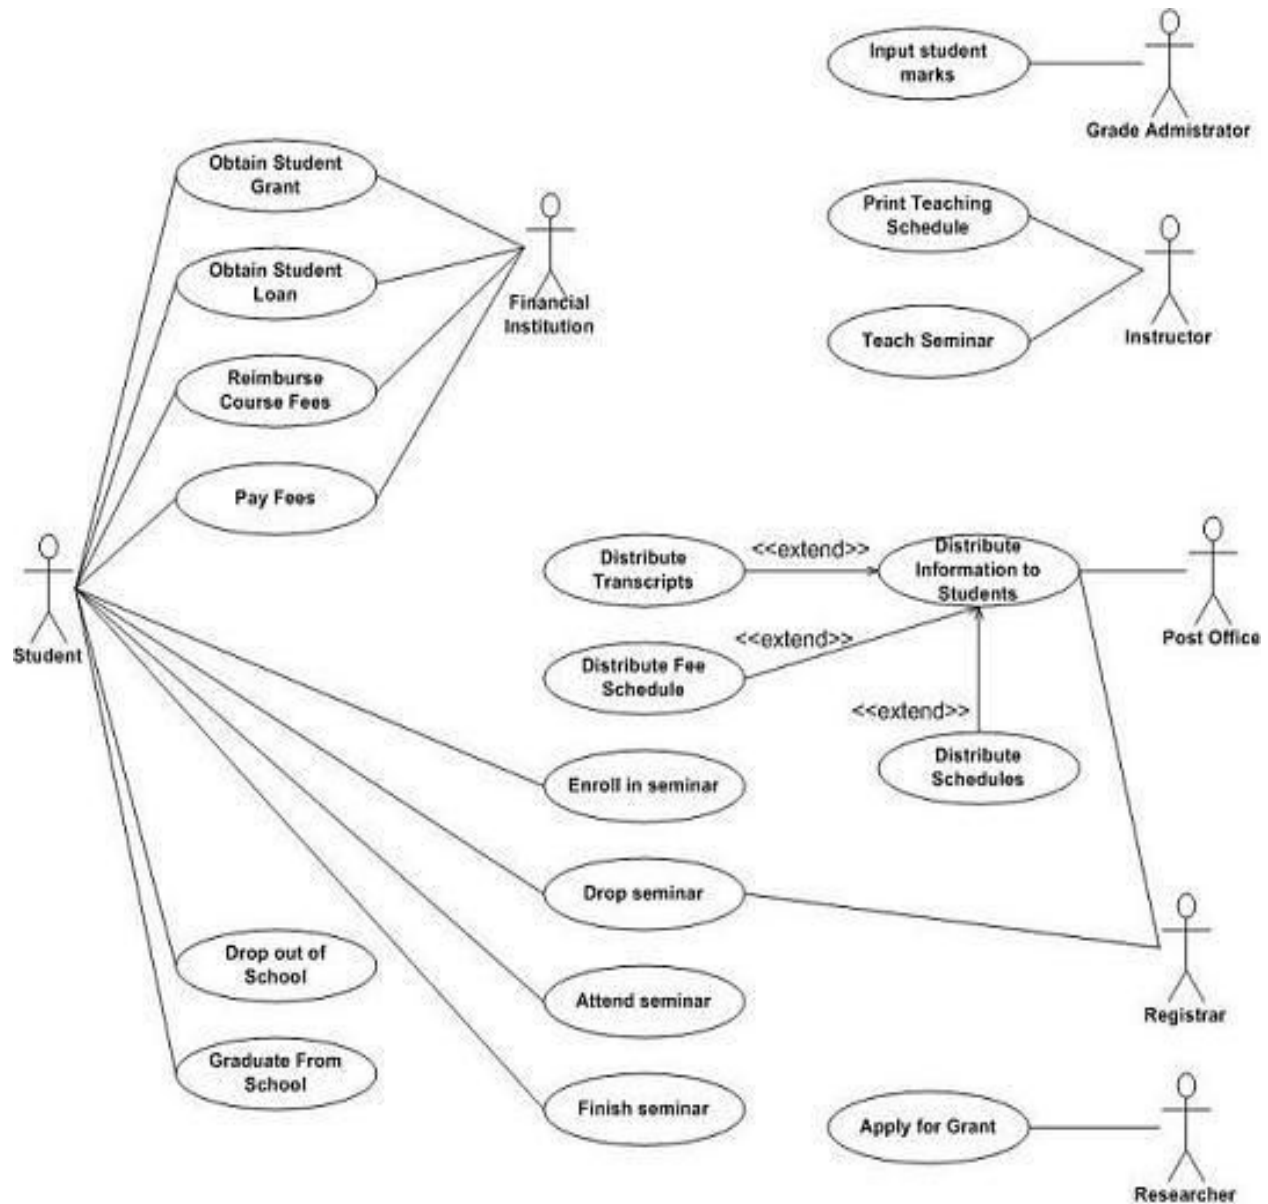 Input student
marks
Grade Admistrator
Obtain Student
Grant
Print Teaching
Schedule
Obtain Student
Loan
Financial
Institution
Teach Seminar
Instructor
Reimburse
Course Fees
Pay Fees
Student
Distribute
Transcripts
<<extend>>
Distribute
Information to
Students
Post Office
<<extend>>
Distribute Fee
Schedule
<<extend>>
Distribute
Schedules
Enroll in seminar
Drop seminar
Drop out of
School
Attend seminar
Registrar
Graduate From
School
Finish seminar
Apply for Grant
Researcher